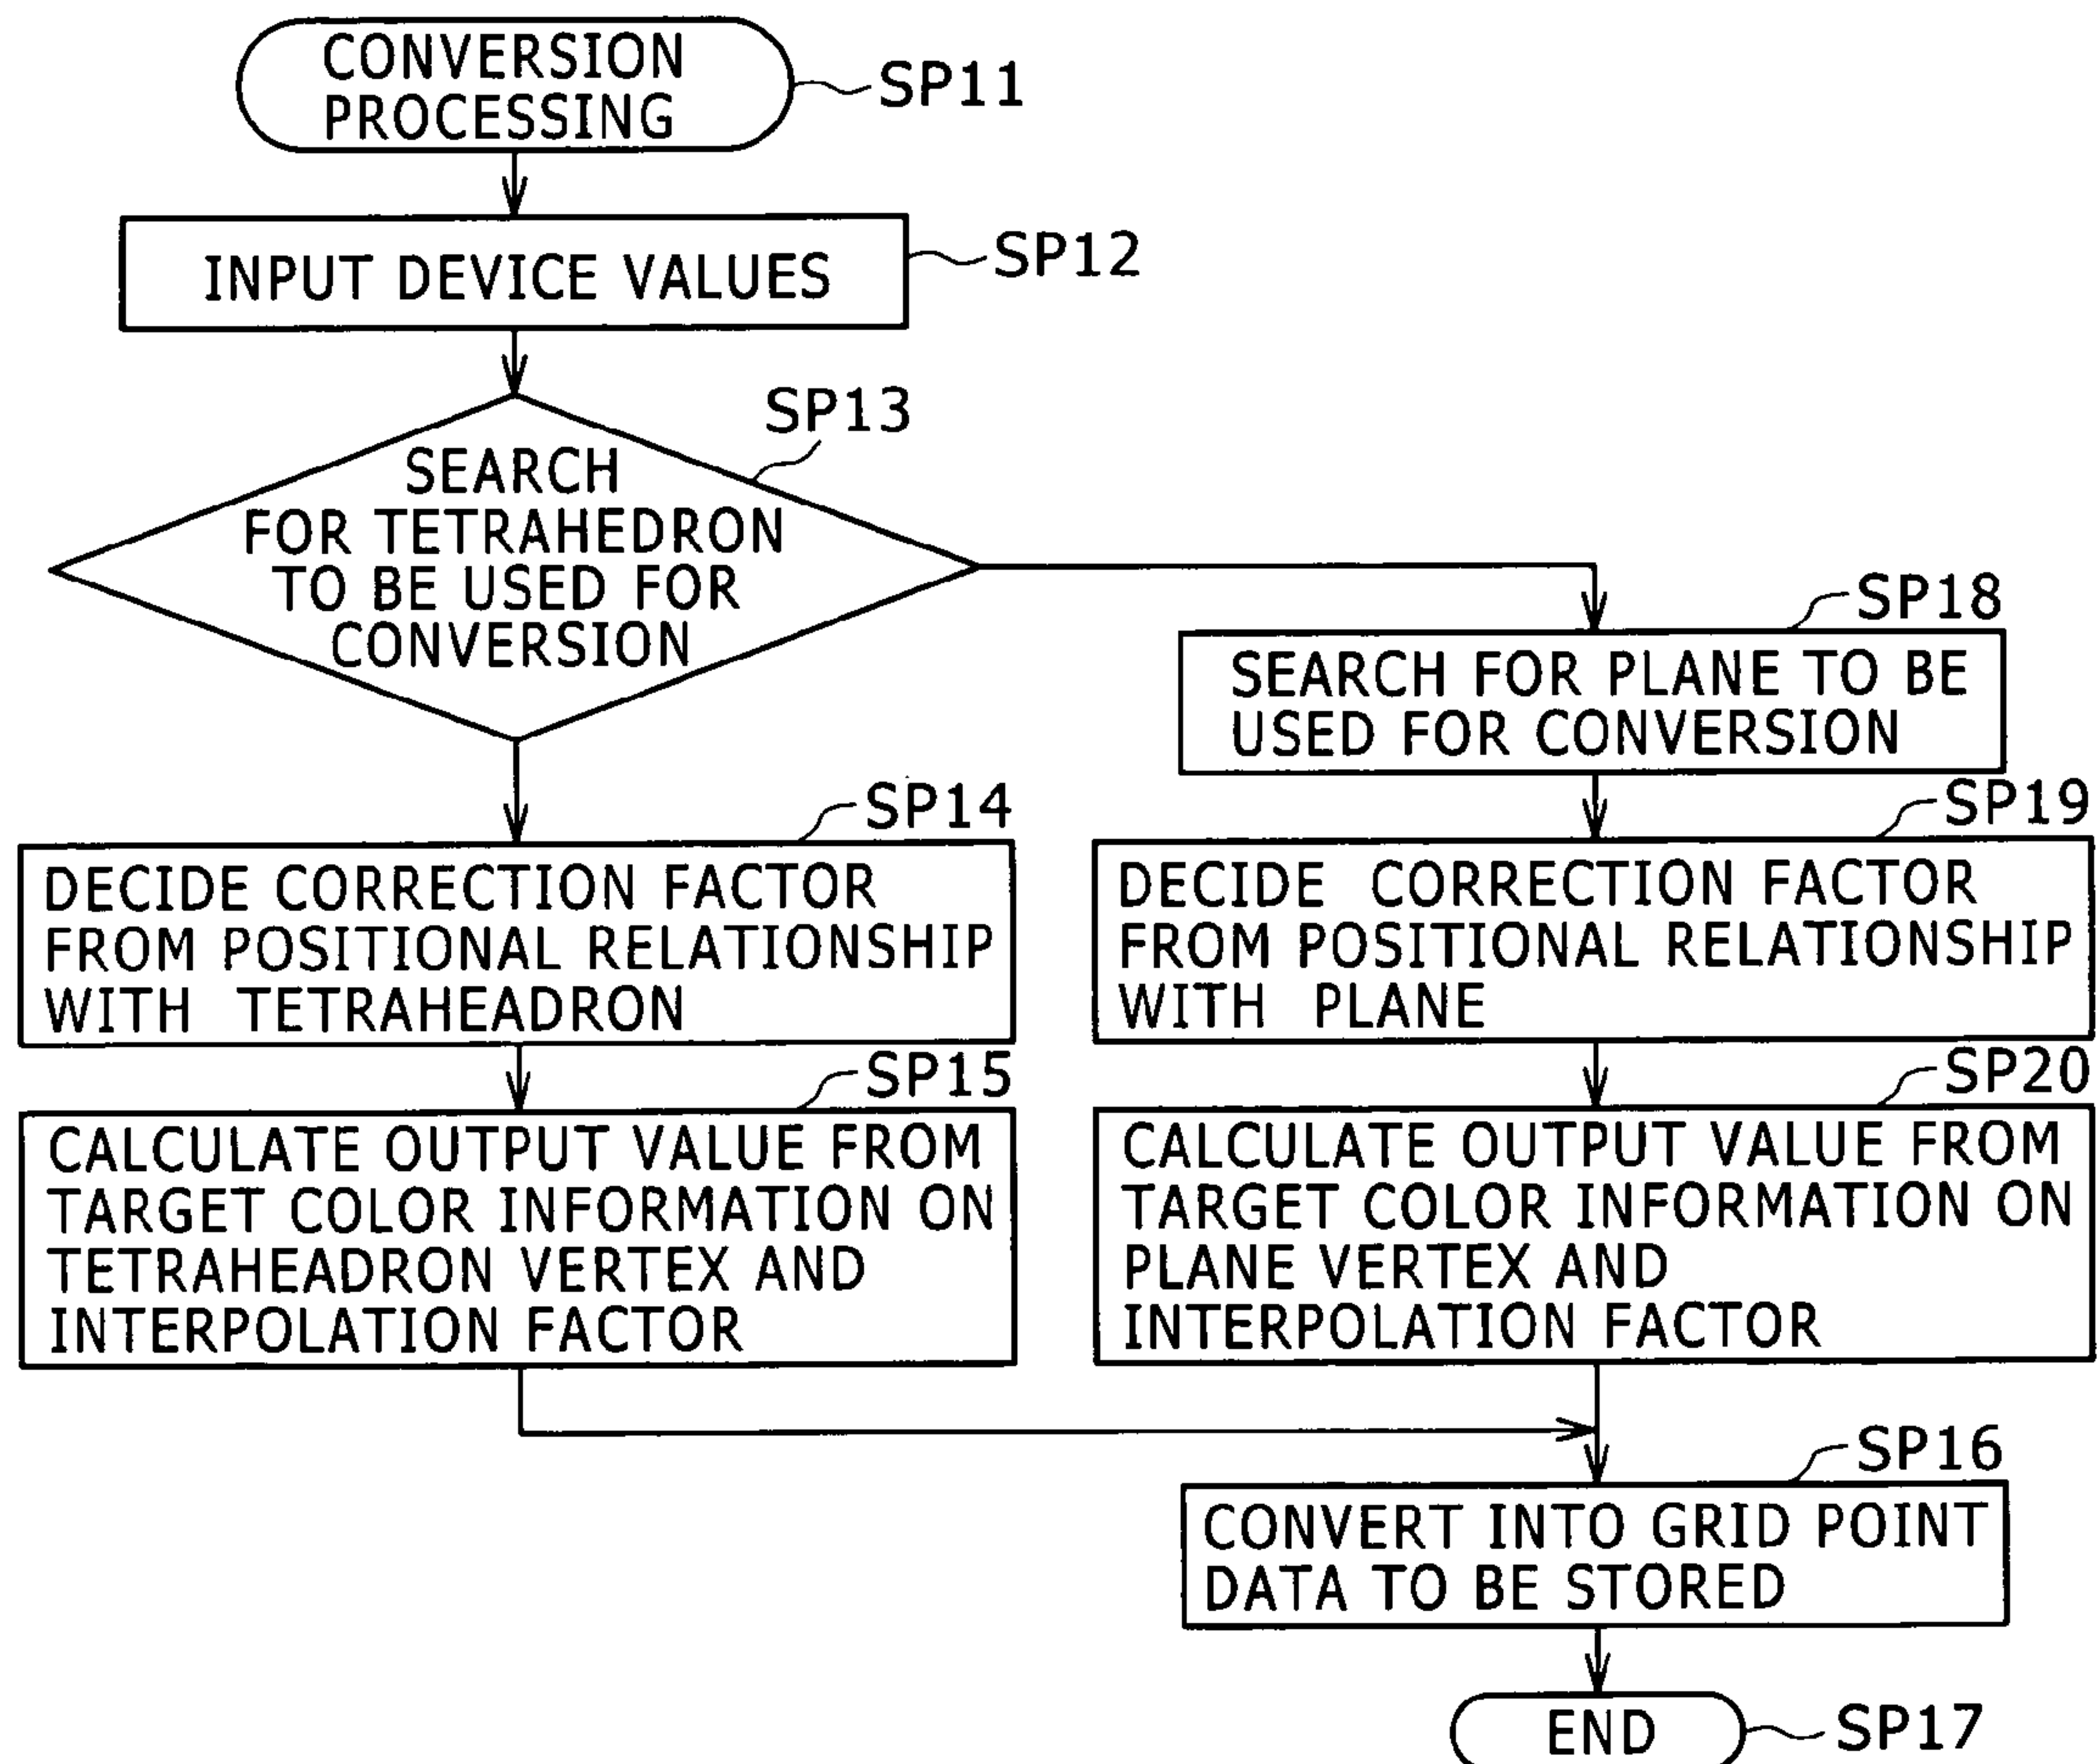 CONVERSION
PROCESSING
SP11
INPUT DEVICE VALUES
SP12
SP13
SEARCH
FOR TETRAHEDRON
TO BE USED FOR
CONVERSION
SP14
DECIDE CORRECTION FACTOR
FROM POSITIONAL RELATIONSHIP
WITH TETRAHEADRON
SP15
CALCULATE OUTPUT VALUE FROM
TARGET COLOR INFORMATION ON
TETRAHEADRON VERTEX AND
INTERPOLATION FACTOR
SP18
SEARCH FOR PLANE TO BE
USED FOR CONVERSION
SP19
DECIDE CORRECTION FACTOR
FROM POSITIONAL RELATIONSHIP
WITH PLANE
SP20
CALCULATE OUTPUT VALUE FROM
TARGET COLOR INFORMATION ON
PLANE VERTEX AND
INTERPOLATION FACTOR
SP16
CONVERT INTO GRID POINT
DATA TO BE STORED
END
SP17